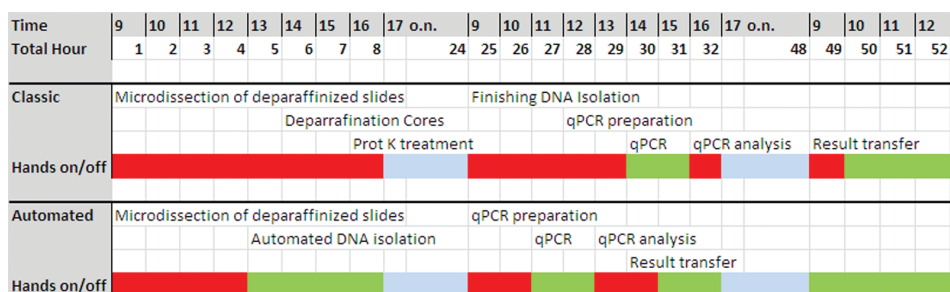 Time 9 10 11 12 13 14 15 16 17 o.n. 9 10 11 12 13 14 15 16 17 o.n. 9 10 11 12
Total Hour 1 2 3 4 5 6 7 8 24 25 26 27 28 29 30 31 32 48 49 50 51 52
Classic Microdissection of deparaffinized slides Finishing DNA Isolation
Deparrafination Cores qPCR preparation
Prot K treatment qPCR qPCR analysis Result transfer
Hands on/off
Automated Microdissection of deparaffinized slides qPCR preparation
Automated DNA isolation qPCR qPCR analysis
Result transfer
Hands on/off